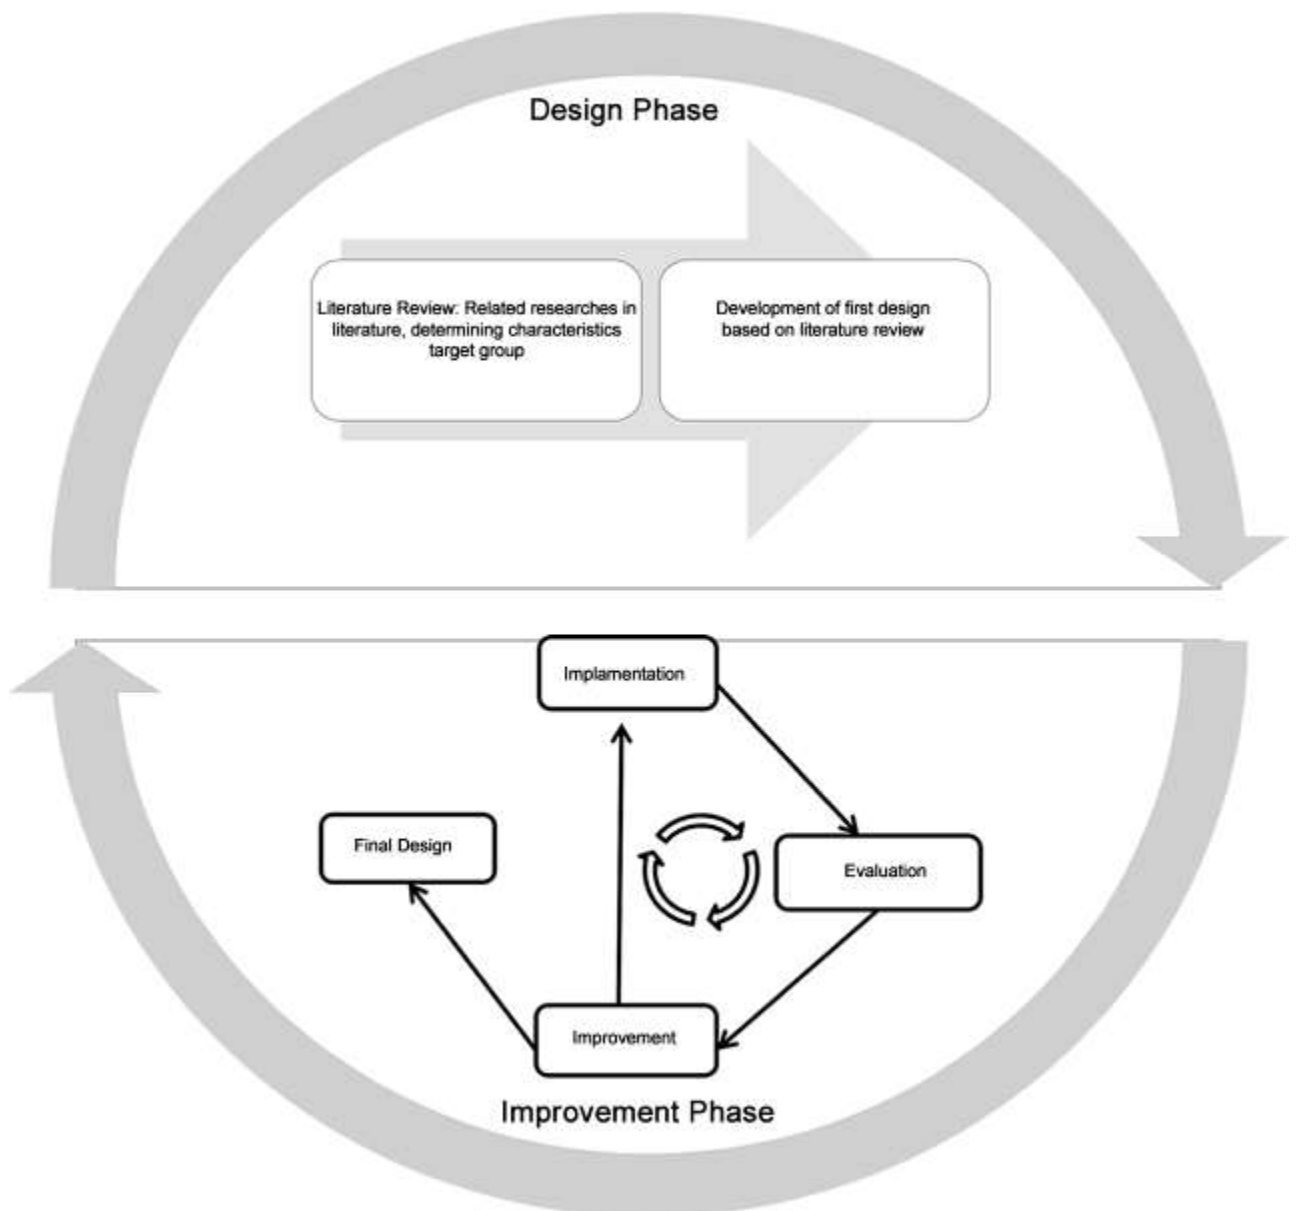 Design Phase
Literature Review: Related researches in
literature, determining characteristics
target group
Development of first design
based on literature review
Implamentation
Final Design
Evaluation
Improvement
Improvement Phase